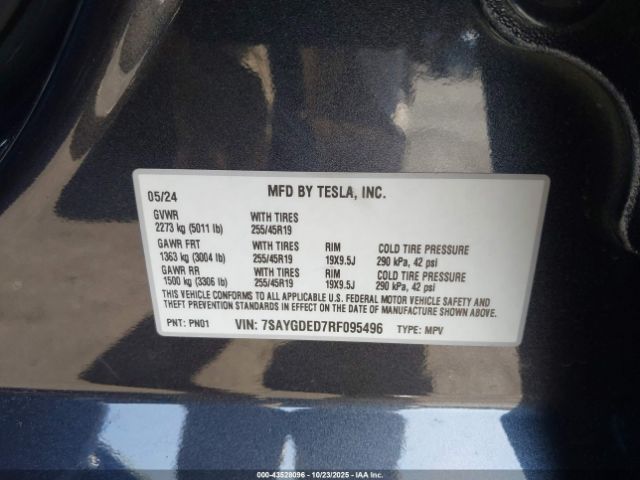 05/24 MFD BY TESLA, INC.
GVWR WITH TIRES
2273 kg (5011 lb) 255/45R19
GAWR FRT WITH TIRES RIM COLD TIRE PRESSURE
1363 kg (3004 lb) 255/45R19 19X9.5J 290 kPa, 42 psi
GAWR RR WITH TIRES RIM COLD TIRE PRESSURE
1500 kg (3306 lb) 255/45R19 19X9.5J 290 kPa, 42 psi
THIS VEHICLE CONFORMS TO ALL APPLICABLE U.S. FEDERAL MOTOR VEHICLE SAFETY AND
THEFT PREVENTION STANDARDS IN EFFECT ON THE DATE OF MANUFACTURE SHOWN ABOVE.
PNT: PN01 VIN: 7SAYGDED7RF095496 TYPE: MPV
000-43528096 - 10/23/2025 - IAA Inc.